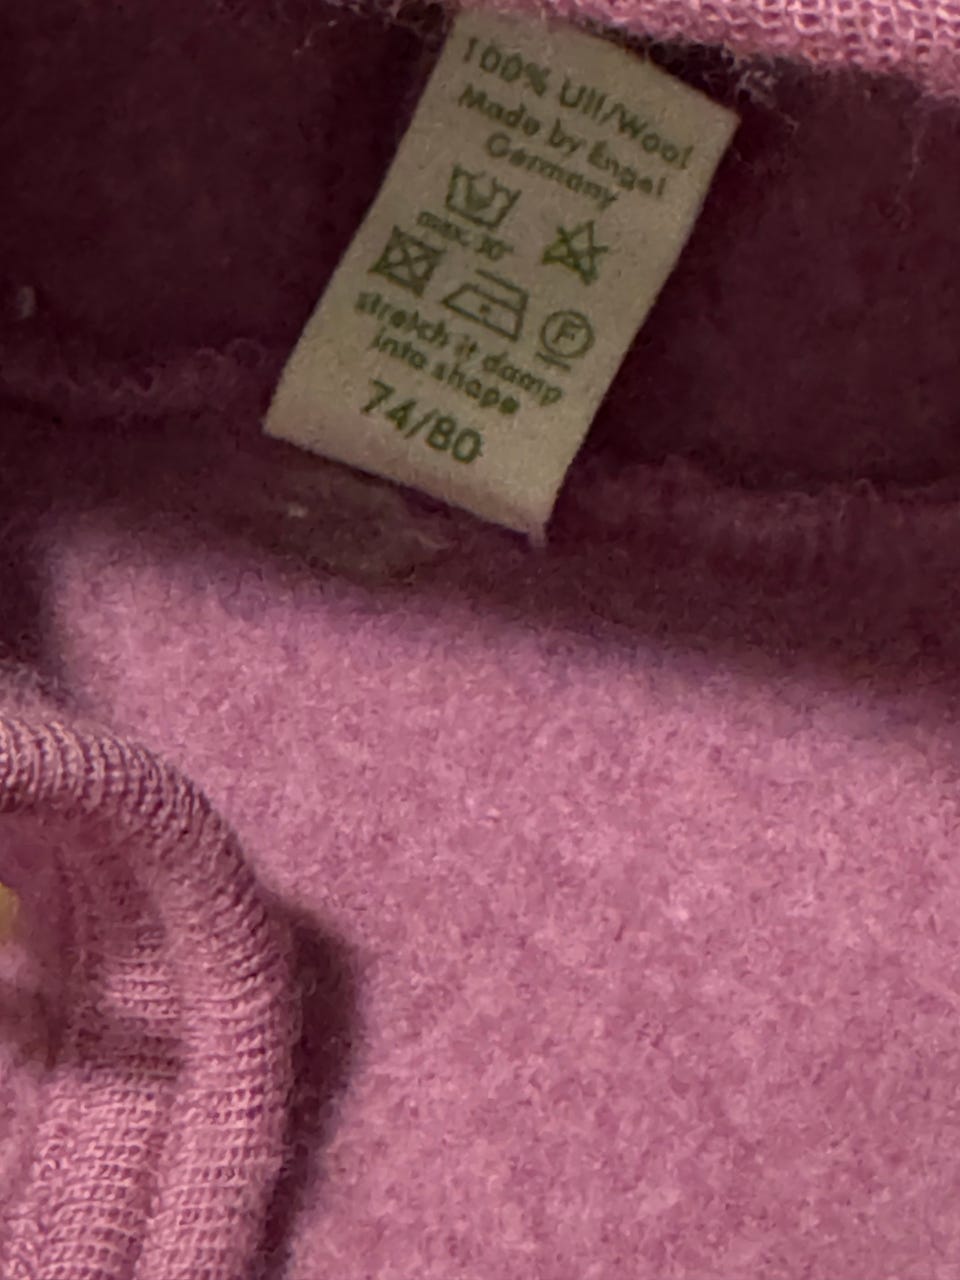 100% Ull/Wool
Made by Engel
Germany
max. 30°
F
stretch it damp
into shape
74/80